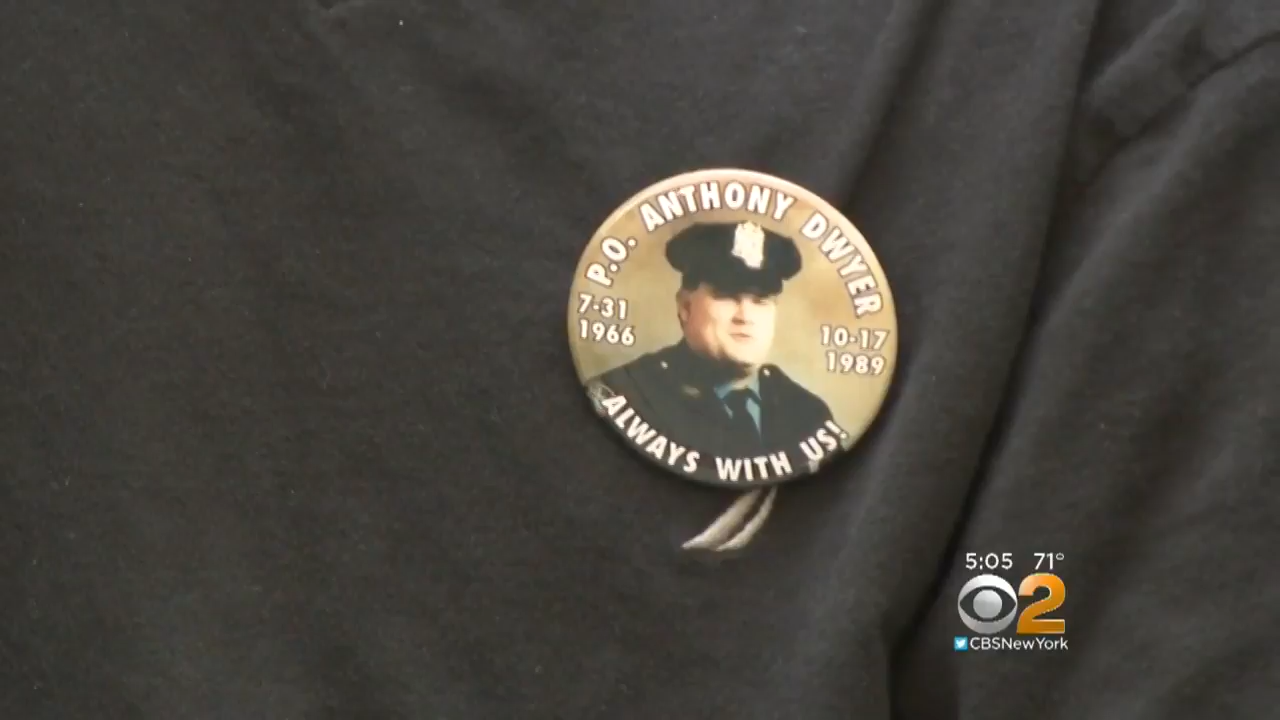 P.O. ANTHONY DWYER
7-31
1966
10-17
1989
ALWAYS WITH US!
5:05 71°
2
CBSNewYork